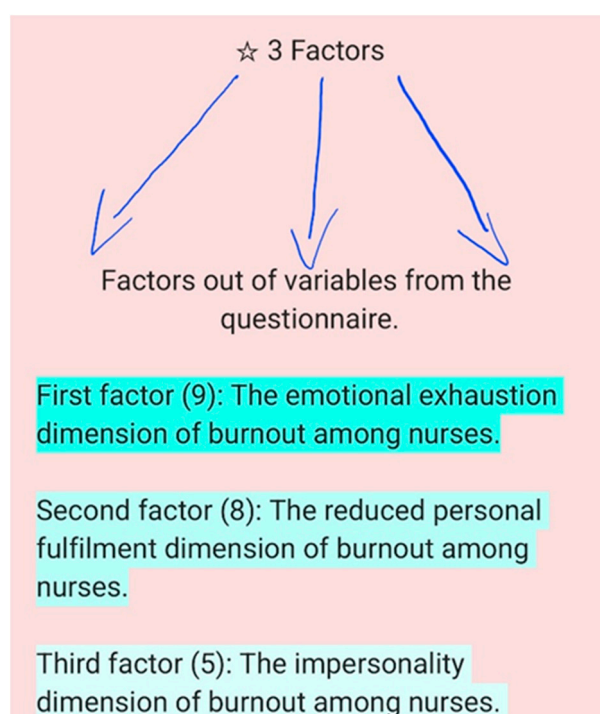 ☆ 3 Factors
Factors out of variables from the
questionnaire.
First factor (9): The emotional exhaustion
dimension of burnout among nurses.
Second factor (8): The reduced personal
fulfilment dimension of burnout among
nurses.
Third factor (5): The impersonality
dimension of burnout among nurses.